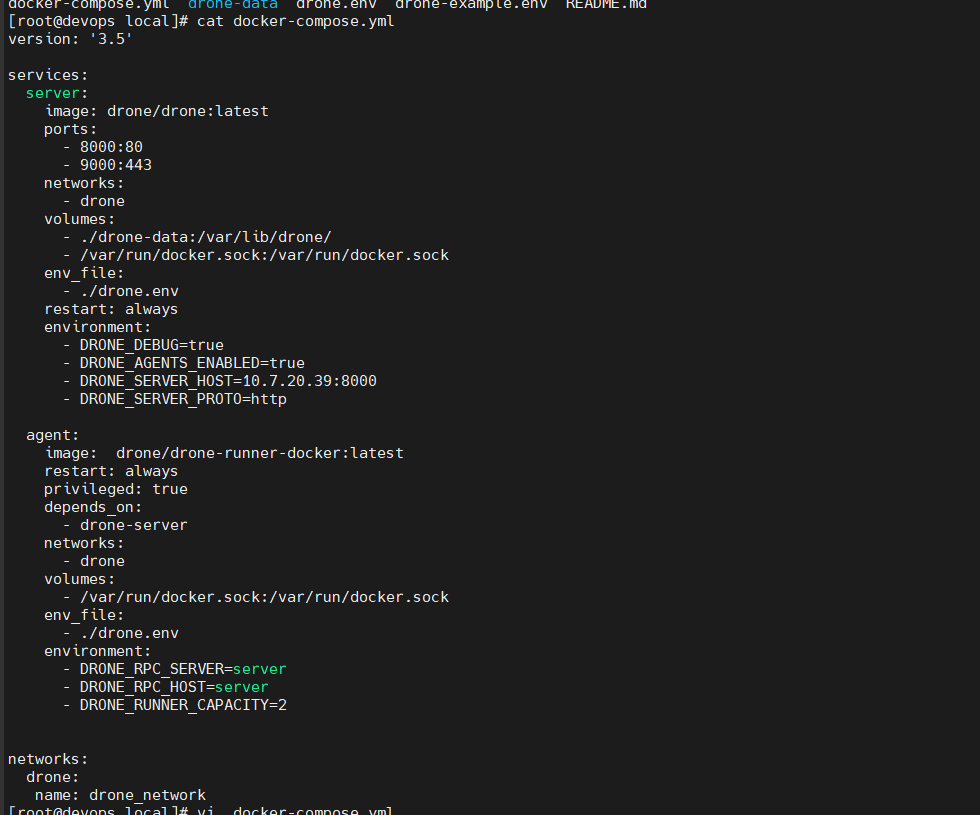 docker-compose.yml  drone-data  drone.env  drone-example.env  README.md
[root@devops local]# cat docker-compose.yml
version: '3.5'

services:
  server:
    image: drone/drone:latest
    ports:
      - 8000:80
      - 9000:443
    networks:
      - drone
    volumes:
      - ./drone-data:/var/lib/drone/
      - /var/run/docker.sock:/var/run/docker.sock
    env_file:
      - ./drone.env
    restart: always
    environment:
      - DRONE_DEBUG=true
      - DRONE_AGENTS_ENABLED=true
      - DRONE_SERVER_HOST=10.7.20.39:8000
      - DRONE_SERVER_PROTO=http

  agent:
    image:  drone/drone-runner-docker:latest
    restart: always
    privileged: true
    depends_on:
      - drone-server
    networks:
      - drone
    volumes:
      - /var/run/docker.sock:/var/run/docker.sock
    env_file:
      - ./drone.env
    environment:
      - DRONE_RPC_SERVER=server
      - DRONE_RPC_HOST=server
      - DRONE_RUNNER_CAPACITY=2


networks:
  drone:
   name: drone_network
[root@devops local]# vi  docker-compose.yml